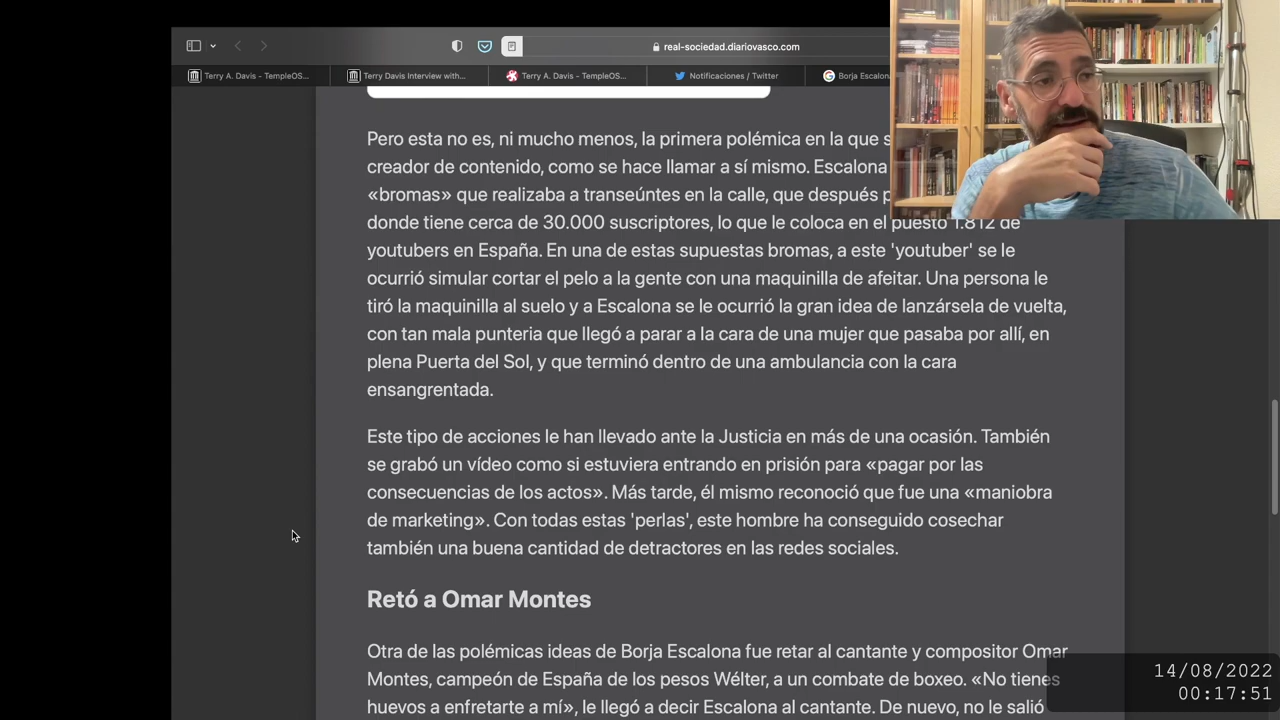 real-sociedad.diariovasco.com
Terry A. Davis - TempleOS...
Terry Davis Interview with...
Terry A. Davis - TempleOS...
Notificaciones / Twitter
Borja Escalon
Pero esta no es, ni mucho menos, la primera polémica en la que s
creador de contenido, como se hace llamar a sí mismo. Escalona
«bromas» que realizaba a transeúntes en la calle, que después p
donde tiene cerca de 30.000 suscriptores, lo que le coloca en el puesto 1.812 de
youtubers en España. En una de estas supuestas bromas, a este 'youtuber' se le
ocurrió simular cortar el pelo a la gente con una maquinilla de afeitar. Una persona le
tiró la maquinilla al suelo y a Escalona se le ocurrió la gran idea de lanzársela de vuelta,
con tan mala punteria que llegó a parar a la cara de una mujer que pasaba por allí, en
plena Puerta del Sol, y que terminó dentro de una ambulancia con la cara
ensangrentada.
Este tipo de acciones le han llevado ante la Justicia en más de una ocasión. También
se grabó un vídeo como si estuviera entrando en prisión para «pagar por las
consecuencias de los actos». Más tarde, él mismo reconoció que fue una «maniobra
de marketing». Con todas estas 'perlas', este hombre ha conseguido cosechar
también una buena cantidad de detractores en las redes sociales.
Retó a Omar Montes
Otra de las polémicas ideas de Borja Escalona fue retar al cantante y compositor Omar
Montes, campeón de España de los pesos Wélter, a un combate de boxeo. «No tienes
huevos a enfretarte a mí», le llegó a decir Escalona al cantante. De nuevo, no le salió
14/08/2022
00:17:51